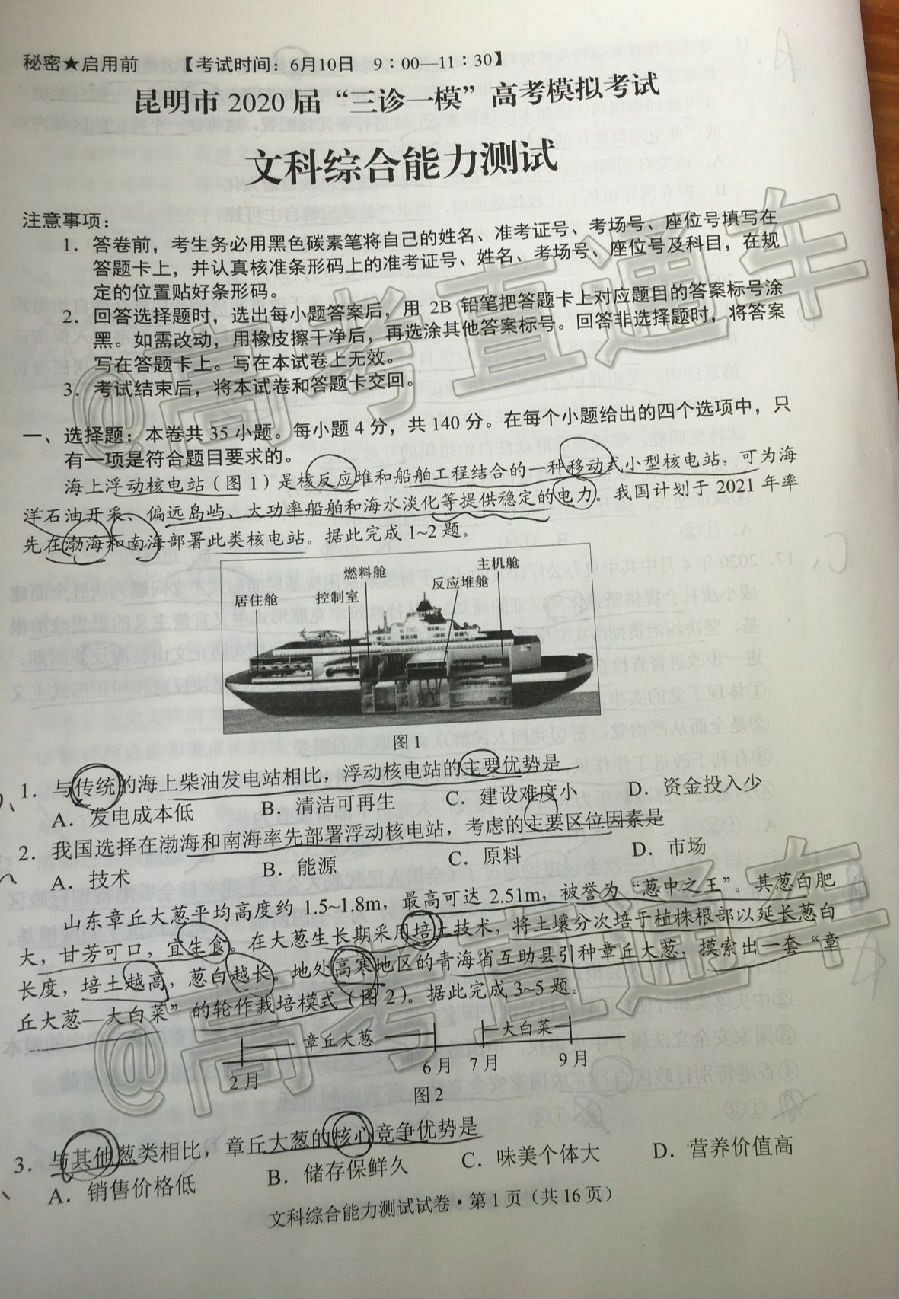 秘密★启用前 【考试时间：6月10日 9：00—11：30】
昆明市 2020 届“三诊一模”高考模拟考试
文科综合能力测试
注意事项：
1. 答卷前，考生务必用黑色碳素笔将自己的姓名、准考证号、考场号、座位号填写在
答题卡上，并认真核准条形码上的准考证号、姓名、考场号、座位号及科目，在规
定的位置贴好条形码。
2. 回答选择题时，选出每小题答案后，用 2B 铅笔把答题卡上对应题目的答案标号涂
黑。如需改动，用橡皮擦干净后，再选涂其他答案标号。回答非选择题时，将答案
写在答题卡上。写在本试卷上无效。
3. 考试结束后，将本试卷和答题卡交回。
一、选择题：本卷共 35 小题。每小题 4 分，共 140 分。在每个小题给出的四个选项中，只
有一项是符合题目要求的。
海上浮动核电站（图 1）是核反应堆和船舶工程结合的一种移动式小型核电站，可为海
洋石油开采、偏远岛屿、大功率船舶和海水淡化等提供稳定的电力。我国计划于 2021 年率
先在渤海和南海部署此类核电站。据此完成 1~2 题。
主机舱
燃料舱
反应堆舱
居住舱 控制室
图 1
1. 与传统的海上柴油发电站相比，浮动核电站的主要优势是
A. 发电成本低 B. 清洁可再生 C. 建设难度小 D. 资金投入少
2. 我国选择在渤海和南海率先部署浮动核电站，考虑的主要区位因素是
A. 技术 B. 能源 C. 原料 D. 市场
山东章丘大葱平均高度约 1.5~1.8m，最高可达 2.51m，被誉为“葱中之王”。其葱白肥
大，甘芳可口，宜生食。在大葱生长期采用培土技术，将土壤分次培于植株根部以延长葱白
长度，培土越高，葱白越长。地处高寒地区的青海省互助县引种章丘大葱，摸索出一套“章
丘大葱—大白菜”的轮作栽培模式（图 2）。据此完成 3~5 题。
章丘大葱 大白菜
2 月 6 月 7 月 9 月
图 2
3. 与其他葱类相比，章丘大葱的核心竞争优势是
A. 销售价格低 B. 储存保鲜久 C. 味美个体大 D. 营养价值高
文科综合能力测试试卷·第 1 页（共 16 页）
@高考直通车
@高考直通车